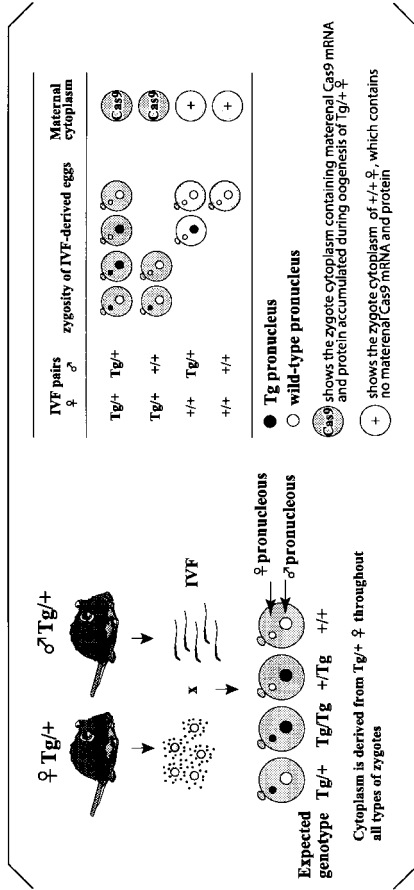 ♀Tg/+ ♂Tg/+
IVF
x
♀pronucleus
♂pronucleous
Expected
genotype Tg/+ Tg/Tg +/Tg +/+
Cytoplasm is derived from Tg/+ ♀ throughout
all types of zygotes
IVF pairs zygosity of IVF-derived eggs Maternal
♀ ♂ cytoplasm
Tg/+ Tg/+ Cas9
Tg/+ +/+ Cas9
+/+ Tg/+ +
+/+ +/+ +
Tg pronucleus
wild-type pronucleus
Cas9 shows the zygote cytoplasm containing materenal Cas9 mRNA
and protein accumulated during oogenesis of Tg/+ ♀
+ shows the zygote cytoplasm of +/+ ♀, which contains
no materenal Cas9 mRNA and protein